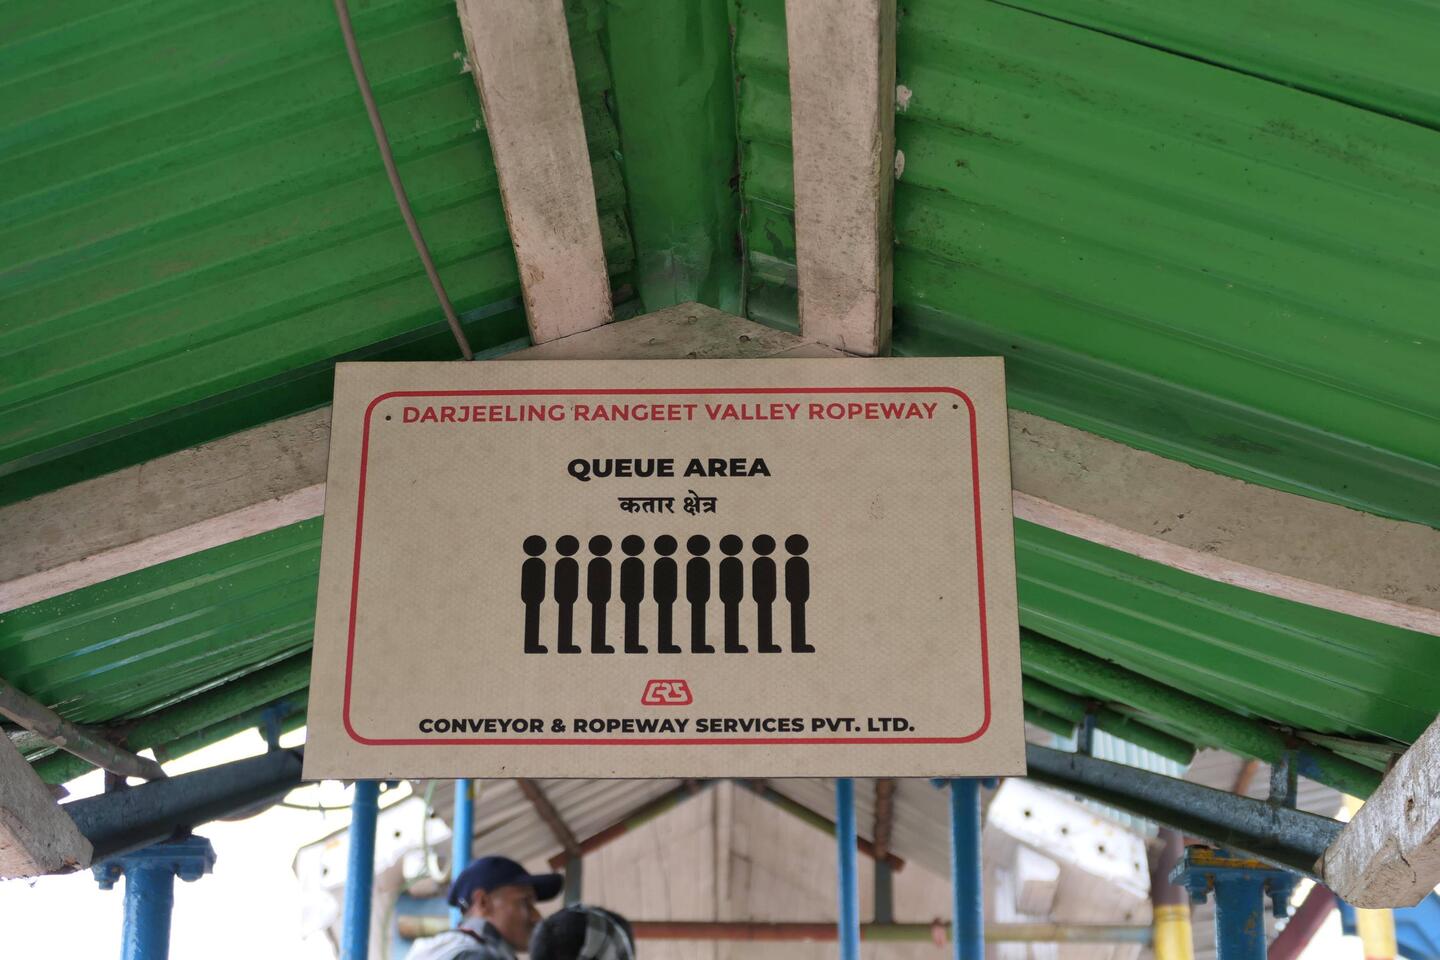 DARJEELING RANGEET VALLEY ROPEWAY
QUEUE AREA
कतार क्षेत्र
CRS
CONVEYOR & ROPEWAY SERVICES PVT. LTD.